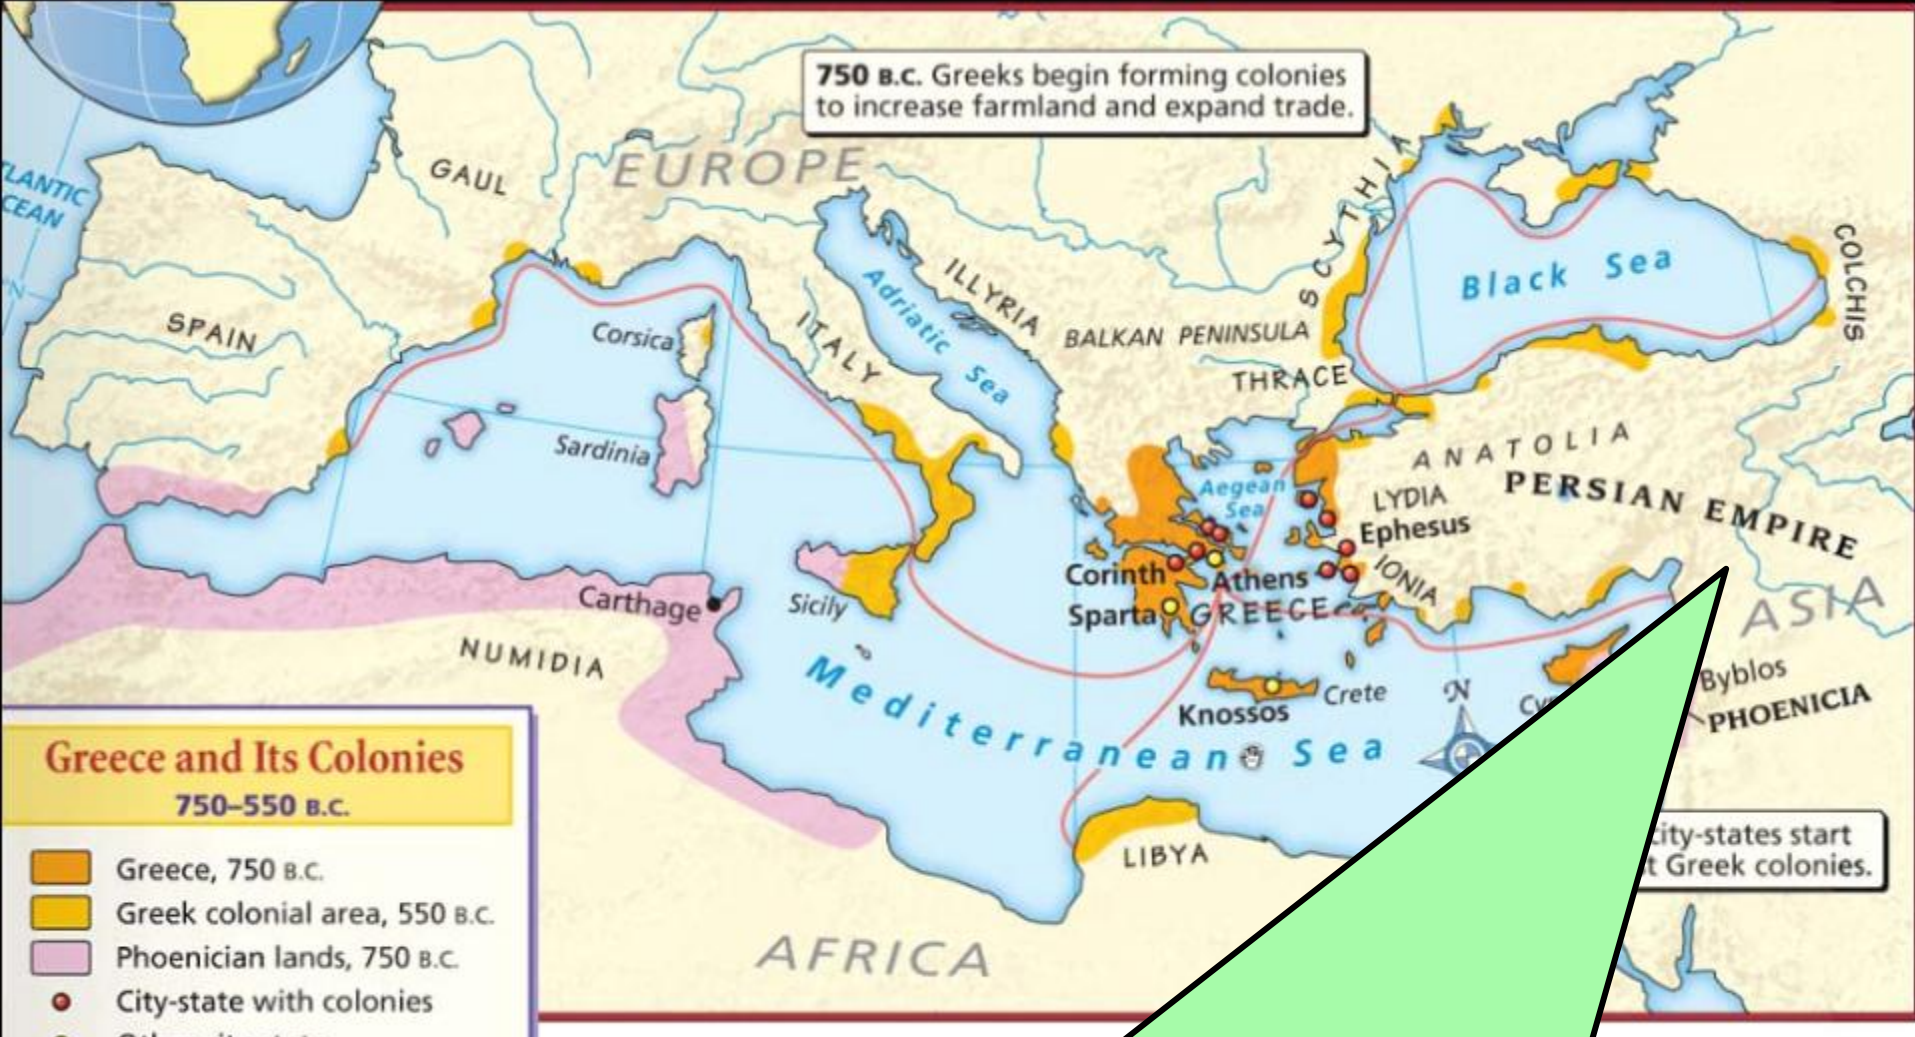 750 B.C. Greeks begin forming colonies
to increase farmland and expand trade.
EUROPE
GAUL
SCYTHIA
COLCHIS
Black Sea
ILLYRIA
Adriatic Sea
ITALY
SPAIN
Corsica
BALKAN PENINSULA
THRACE
Sardinia
ANATOLIA
PERSIAN EMPIRE
Aegean
Sea
LYDIA
Ephesus
IONIA
Corinth
Athens
Sparta
GREECE
Carthage
Sicily
NUMIDIA
ASIA
Byblos
PHOENICIA
Crete
Knossos
N
Mediterranean Sea
LIBYA
AFRICA
city-states start
Greek colonies.
Greece and Its Colonies
750–550 B.C.
Greece, 750 B.C.
Greek colonial area, 550 B.C.
Phoenician lands, 750 B.C.
City-state with colonies